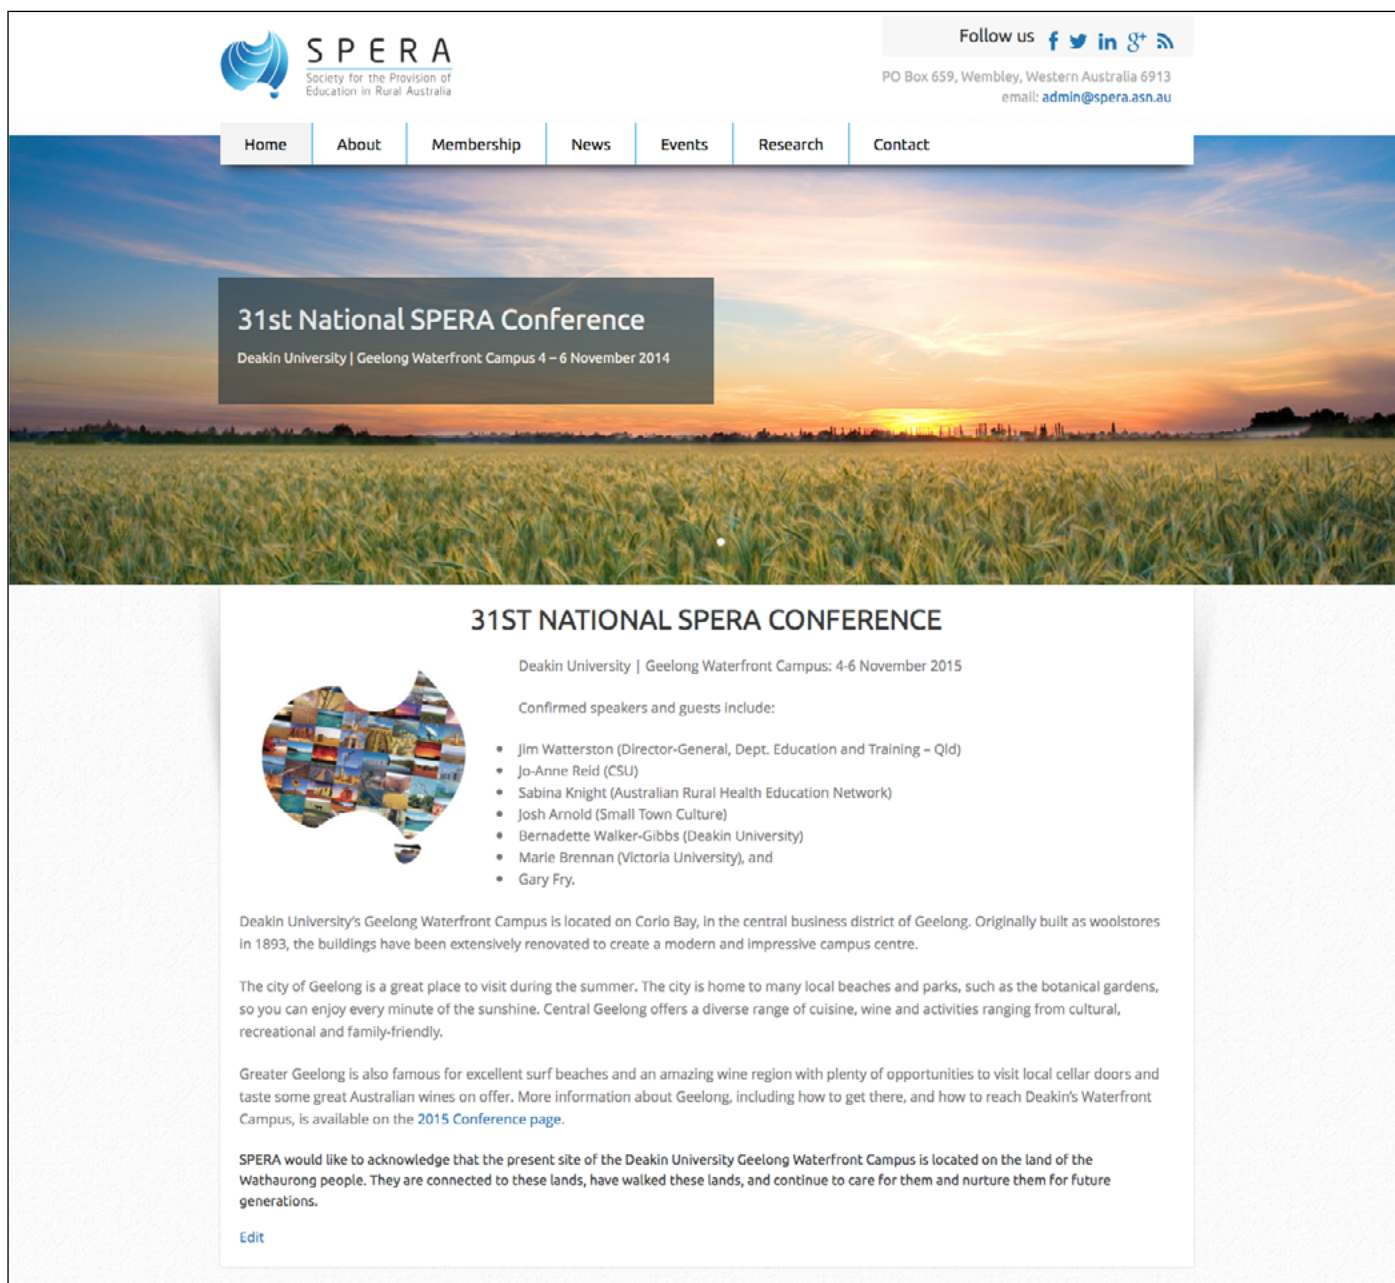 SPERA
Society for the Provision of
Education in Rural Australia
Follow us
PO Box 659, Wembley, Western Australia 6913
email: admin@spera.asn.au
Home About Membership News Events Research Contact
31st National SPERA Conference
Deakin University | Geelong Waterfront Campus 4 – 6 November 2014
31ST NATIONAL SPERA CONFERENCE
Deakin University | Geelong Waterfront Campus: 4-6 November 2015
Confirmed speakers and guests include:
• Jim Watterston (Director-General, Dept. Education and Training – Qld)
• Jo-Anne Reid (CSU)
• Sabina Knight (Australian Rural Health Education Network)
• Josh Arnold (Small Town Culture)
• Bernadette Walker-Gibbs (Deakin University)
• Marie Brennan (Victoria University), and
• Gary Fry.
Deakin University's Geelong Waterfront Campus is located on Corio Bay, in the central business district of Geelong. Originally built as woolstores
in 1893, the buildings have been extensively renovated to create a modern and impressive campus centre.
The city of Geelong is a great place to visit during the summer. The city is home to many local beaches and parks, such as the botanical gardens,
so you can enjoy every minute of the sunshine. Central Geelong offers a diverse range of cuisine, wine and activities ranging from cultural,
recreational and family-friendly.
Greater Geelong is also famous for excellent surf beaches and an amazing wine region with plenty of opportunities to visit local cellar doors and
taste some great Australian wines on offer. More information about Geelong, including how to get there, and how to reach Deakin's Waterfront
Campus, is available on the 2015 Conference page.
SPERA would like to acknowledge that the present site of the Deakin University Geelong Waterfront Campus is located on the land of the
Wathaurong people. They are connected to these lands, have walked these lands, and continue to care for them and nurture them for future
generations.
Edit